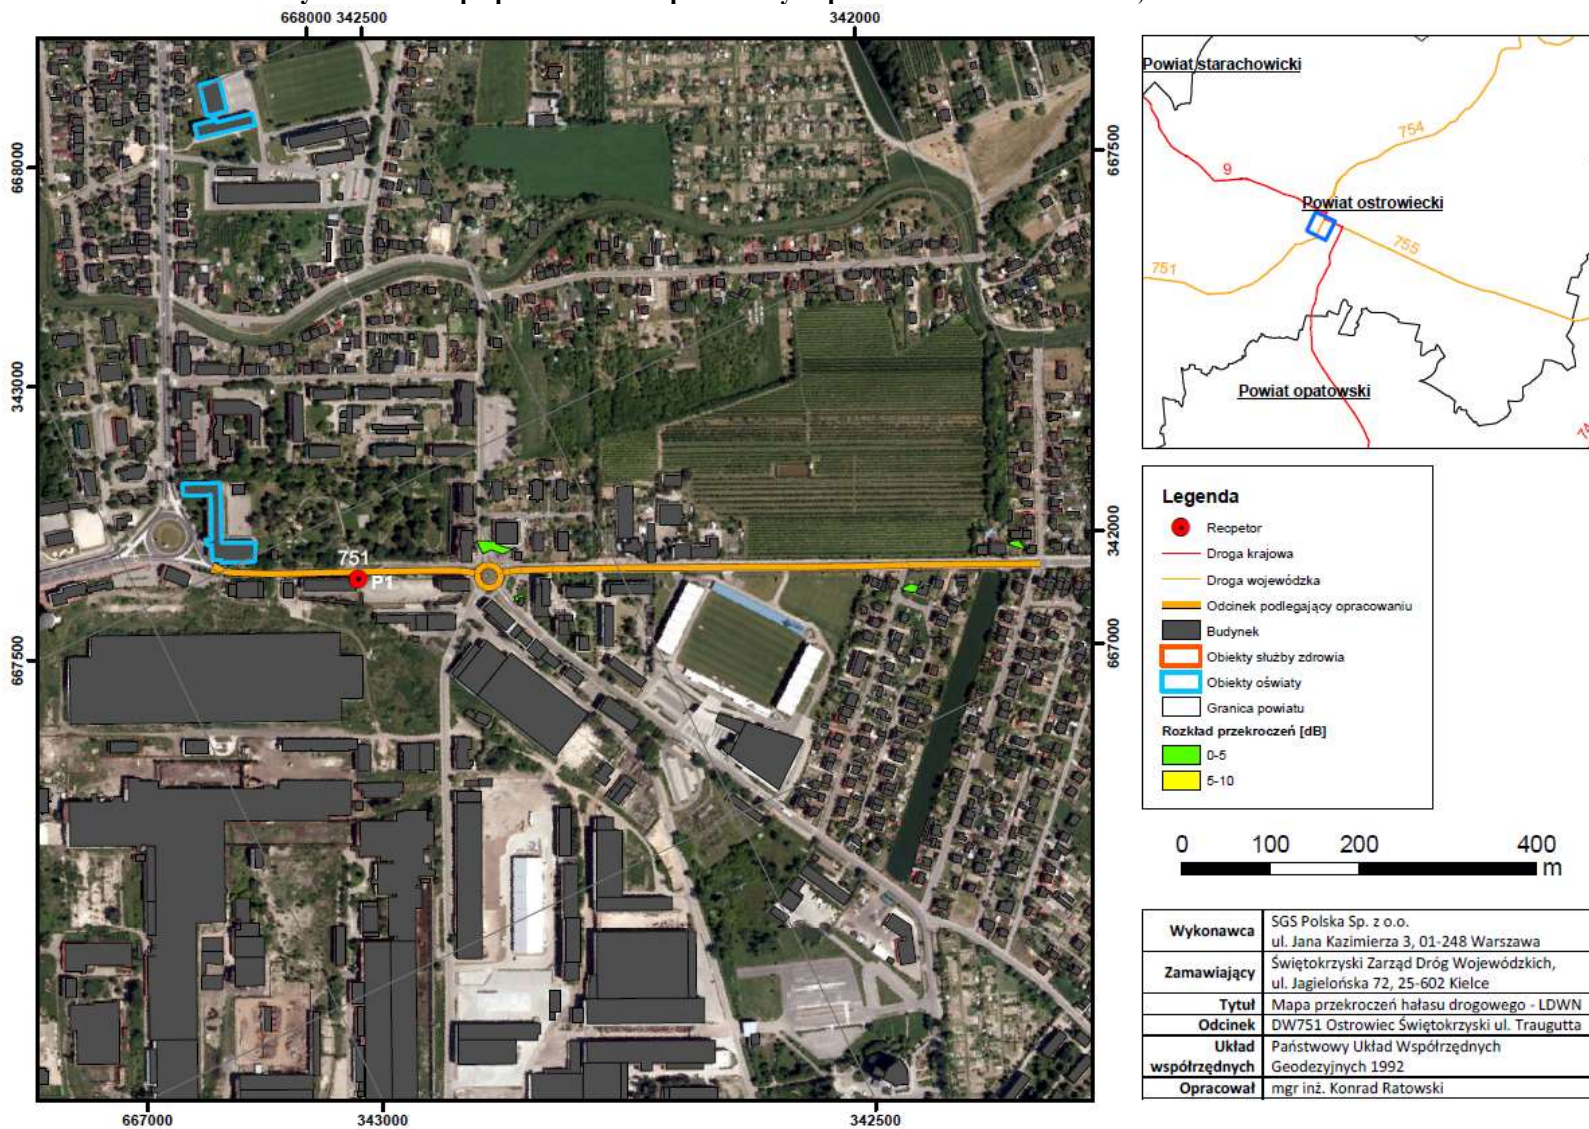 668000 342500
342000
668000
343000
667500
667500
342000
667000
751
P1
667000
343000
342500
Powiat starachowicki
754
9
Powiat ostrowiecki
755
751
Powiat opatowski
74
Legenda
Recpetor
Droga krajowa
Droga wojewódzka
Odcinek podlegający opracowaniu
Budynek
Obiekty służby zdrowia
Obiekty oświaty
Granica powiatu
Rozkład przekroczeń [dB]
0-5
5-10
0 100 200 400
m
Wykonawca SGS Polska Sp. z o.o.
ul. Jana Kazimierza 3, 01-248 Warszawa
Zamawiający Świętokrzyski Zarząd Dróg Wojewódzkich,
ul. Jagielońska 72, 25-602 Kielce
Tytuł Mapa przekroczeń hałasu drogowego - LDWN
Odcinek DW751 Ostrowiec Świętokrzyski ul. Traugutta
Układ Państwowy Układ Współrzędnych
współrzędnych Geodezyjnych 1992
Opracował mgr inż. Konrad Ratowski